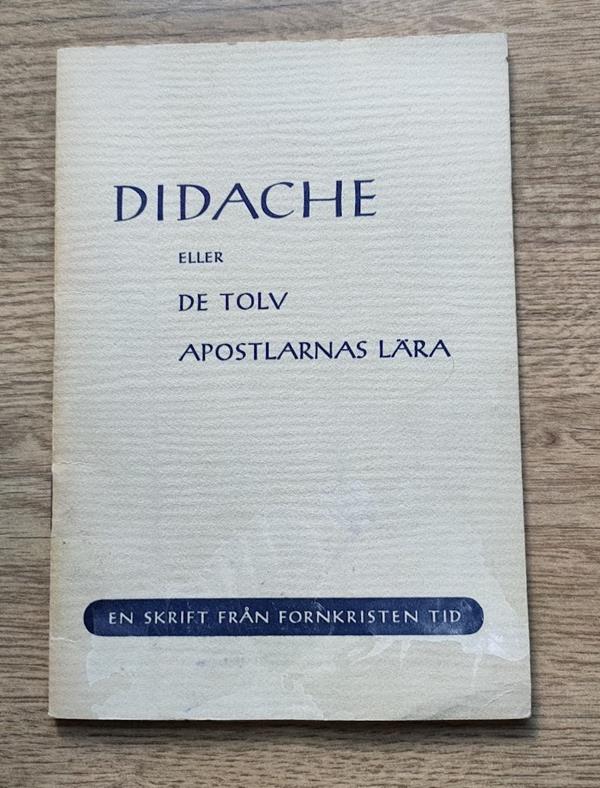 DIDACHE
ELLER
DE TOLV
APOSTLARNAS LÄRA
EN SKRIFT FRÅN FORNKRISTEN TID